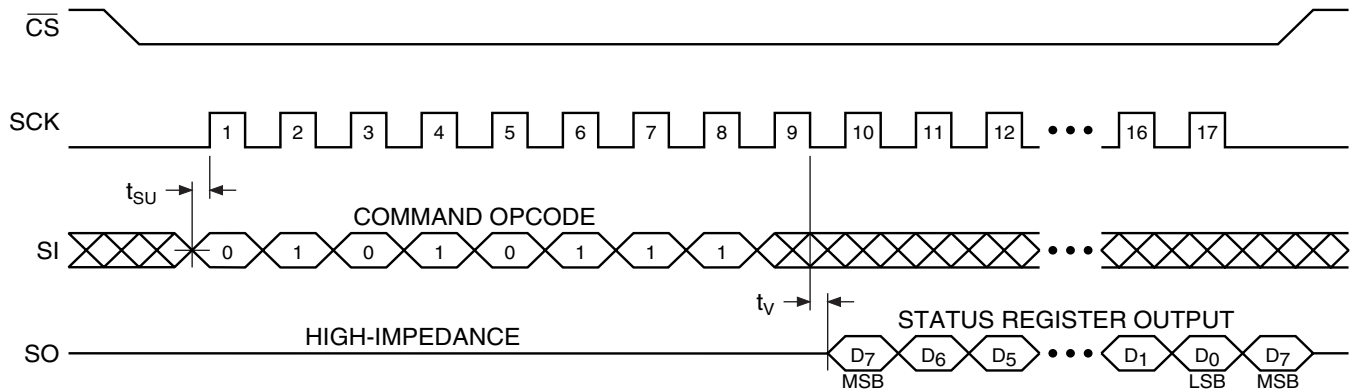 CS
SCK 1 2 3 4 5 6 7 8 9 10 11 12 • • • 16 17
tSU
COMMAND OPCODE
SI 0 1 0 1 0 1 1 1 • • •
tV
HIGH-IMPEDANCE STATUS REGISTER OUTPUT
SO D7 D6 D5 • • • D1 D0 D7
MSB LSB MSB